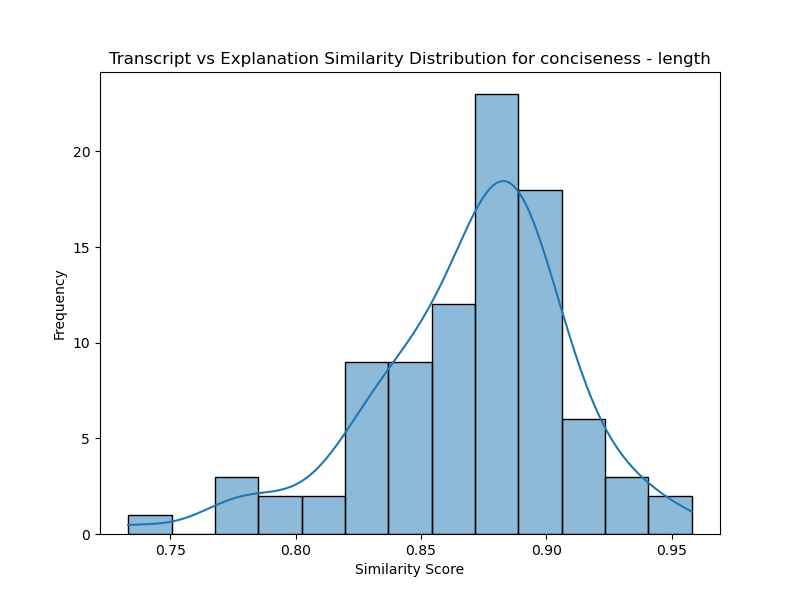 Transcript vs Explanation Similarity Distribution for conciseness - length
20
15
10
5
0
Frequency
0.75 0.80 0.85 0.90 0.95
Similarity Score